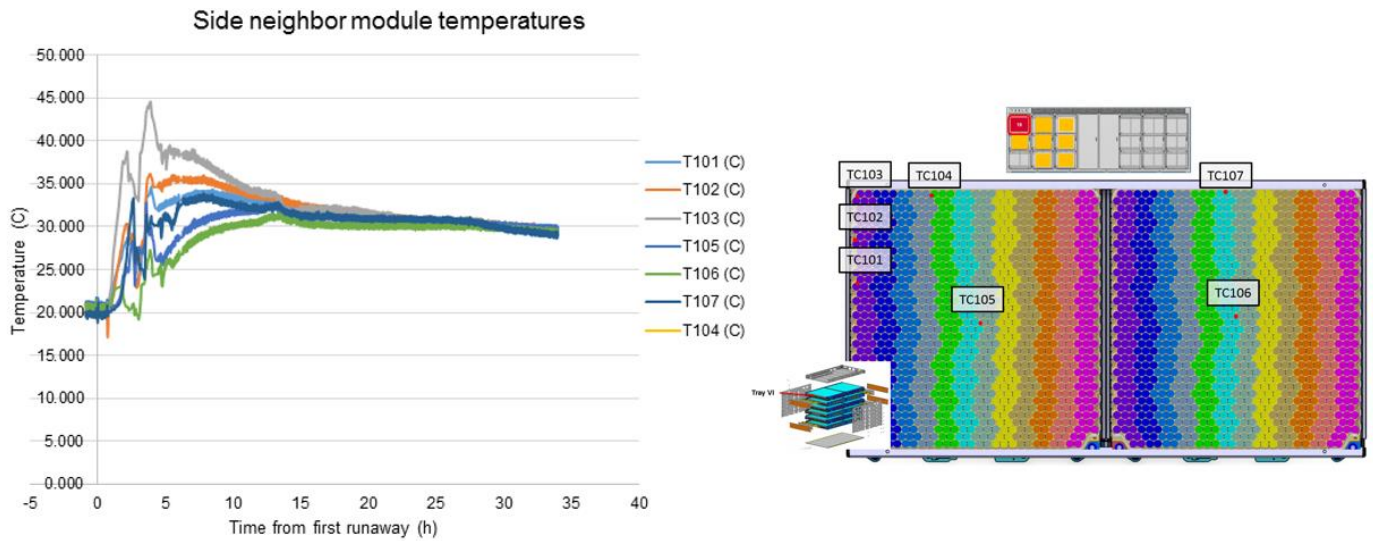 Side neighbor module temperatures
50.000
45.000
40.000
35.000
30.000
25.000
20.000
15.000
10.000
5.000
0.000
Temperature (C)
-5 0 5 10 15 20 25 30 35 40
Time from first runaway (h)
T101 (C)
T102 (C)
T103 (C)
T105 (C)
T106 (C)
T107 (C)
T104 (C)
TC103
TC104
TC107
TC102
TC101
TC105
TC106
Tray VI